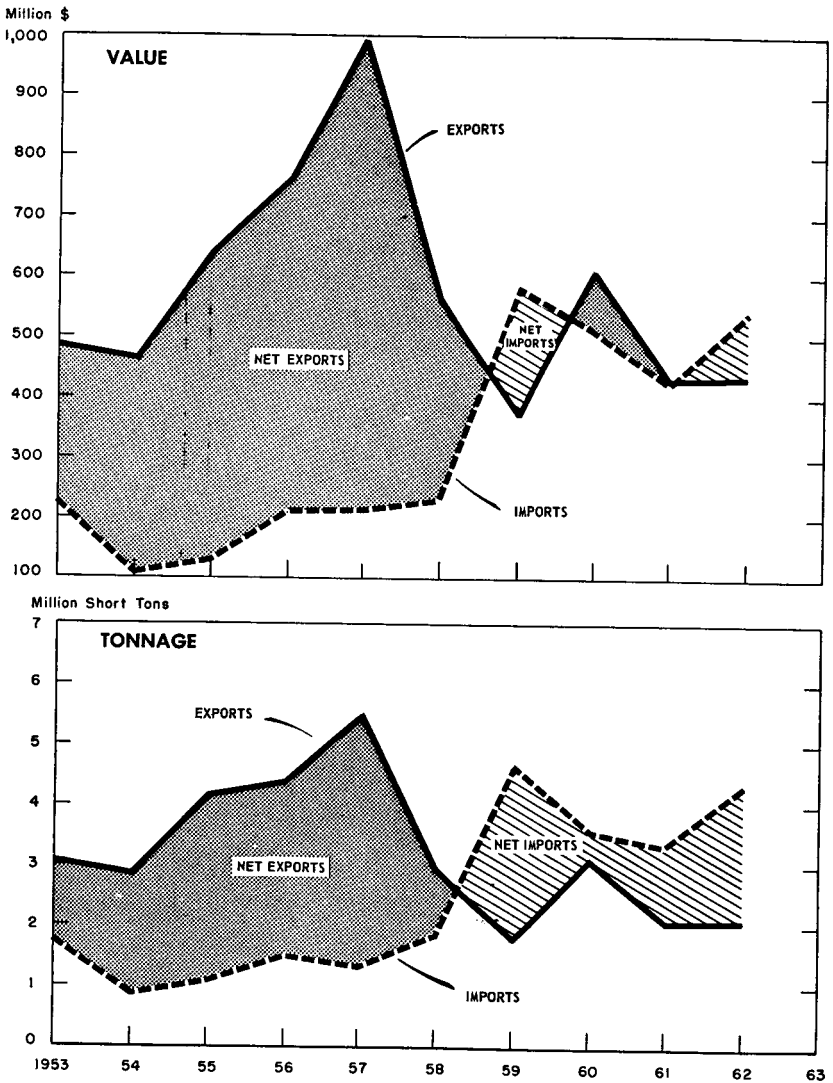 Million $
1,000
VALUE
900
EXPORTS
800
700
600
500
NET
IMPORTS
NET EXPORTS
400
300
200
IMPORTS
100
Million Short Tons
7
TONNAGE
6
EXPORTS
5
4
NET IMPORTS
3
NET EXPORTS
2
1
IMPORTS
0
1953 54 55 56 57 58 59 60 61 62 63